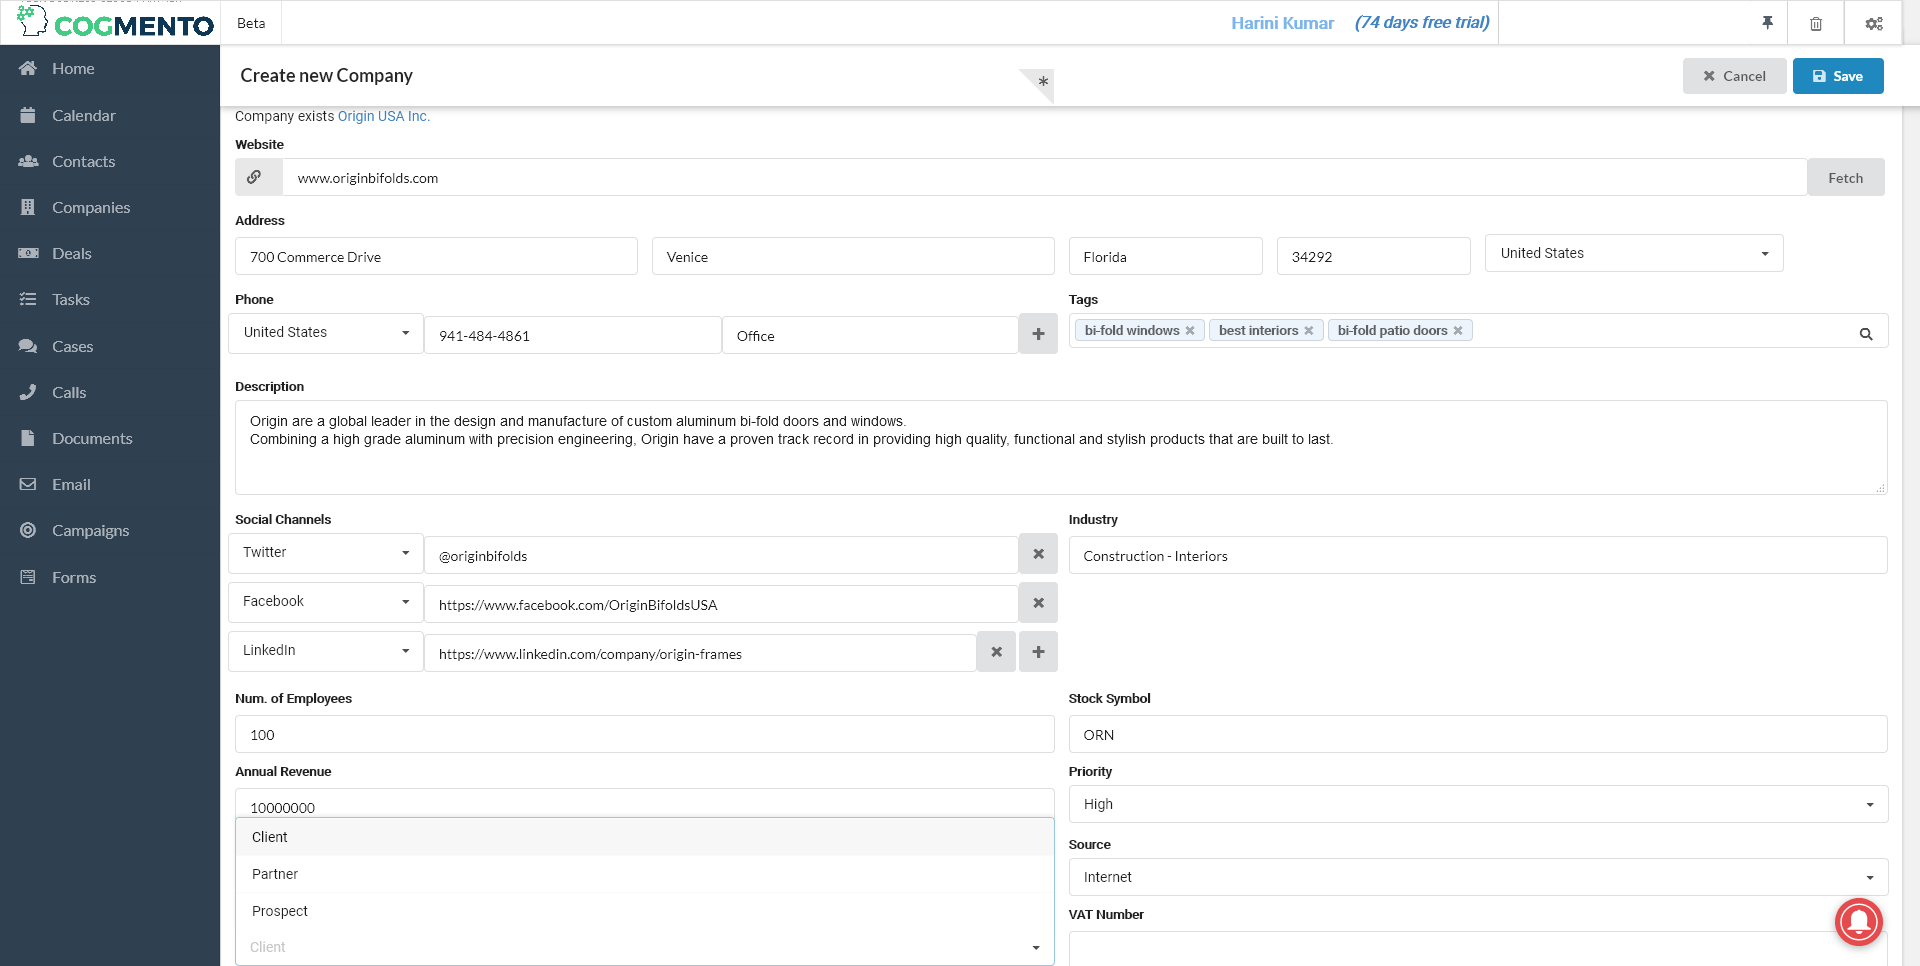 COGMENTO
Beta
Harini Kumar (74 days free trial)
Home
Calendar
Contacts
Companies
Deals
Tasks
Cases
Calls
Documents
Email
Campaigns
Forms
Create new Company
*
Cancel
Save
Company exists Origin USA Inc.
Website
www.originbifolds.com
Fetch
Address
700 Commerce Drive
Venice
Florida
34292
United States
Phone
United States
941-484-4861
Office
Tags
bi-fold windows
best interiors
bi-fold patio doors
Description
Origin are a global leader in the design and manufacture of custom aluminum bi-fold doors and windows.
Combining a high grade aluminum with precision engineering, Origin have a proven track record in providing high quality, functional and stylish products that are built to last.
Social Channels
Twitter
@originbifolds
Facebook
https://www.facebook.com/OriginBifoldsUSA
LinkedIn
https://www.linkedin.com/company/origin-frames
Industry
Construction - Interiors
Num. of Employees
100
Stock Symbol
ORN
Annual Revenue
10000000
Priority
High
Client
Partner
Prospect
Client
Source
Internet
VAT Number